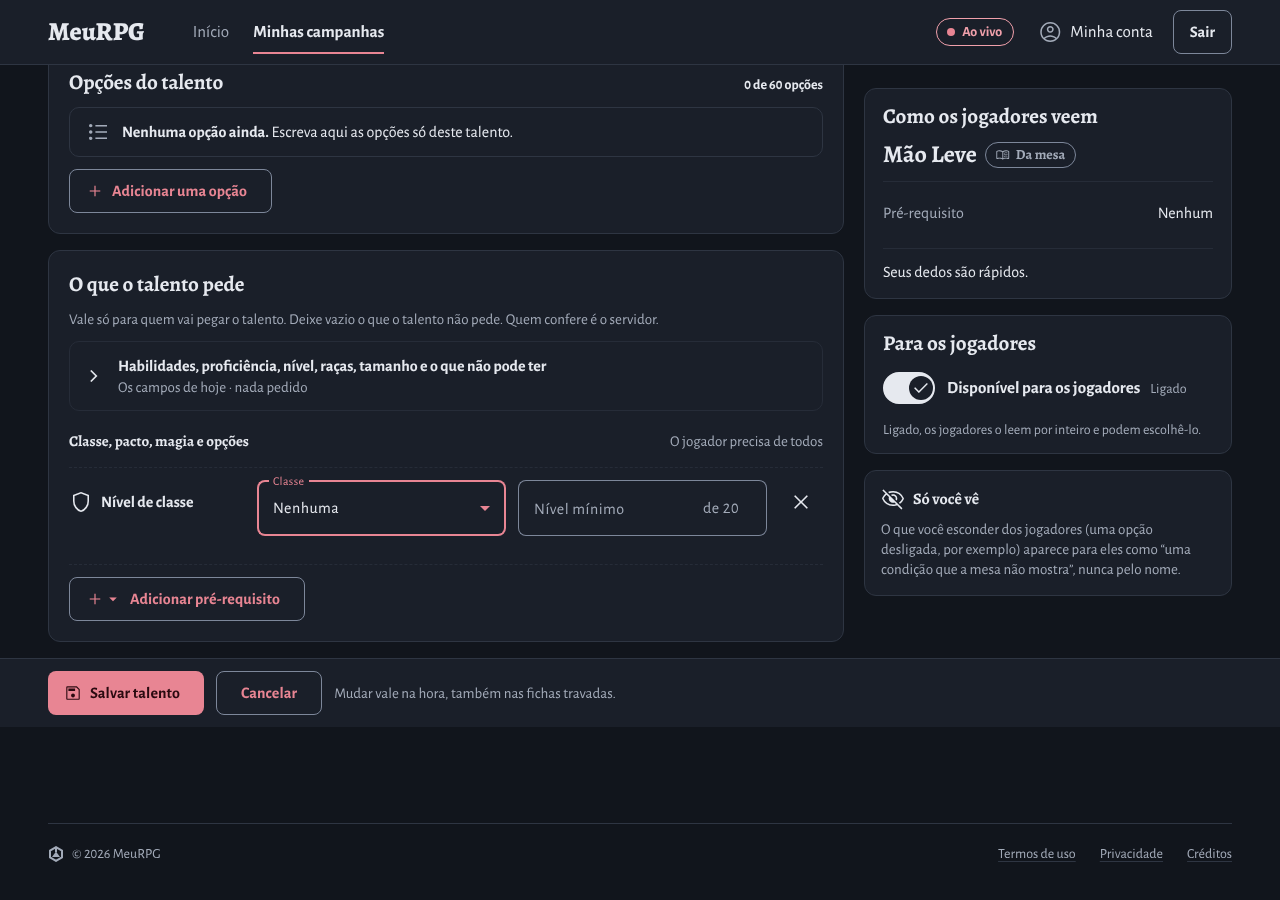 MeuRPG
Início
Minhas campanhas
Ao vivo
Minha conta
Sair
Opções do talento
0 de 60 opções
Nenhuma opção ainda. Escreva aqui as opções só deste talento.
Adicionar uma opção
O que o talento pede
Vale só para quem vai pegar o talento. Deixe vazio o que o talento não pede. Quem confere é o servidor.
Habilidades, proficiência, nível, raças, tamanho e o que não pode ter
Os campos de hoje · nada pedido
Classe, pacto, magia e opções
O jogador precisa de todos
Nível de classe
Classe
Nenhuma
Nível mínimo
de 20
Adicionar pré-requisito
Como os jogadores veem
Mão Leve
Da mesa
Pré-requisito
Nenhum
Seus dedos são rápidos.
Para os jogadores
Disponível para os jogadores
Ligado
Ligado, os jogadores o leem por inteiro e podem escolhê-lo.
Só você vê
O que você esconder dos jogadores (uma opção
desligada, por exemplo) aparece para eles como “uma
condição que a mesa não mostra”, nunca pelo nome.
Salvar talento
Cancelar
Mudar vale na hora, também nas fichas travadas.
© 2026 MeuRPG
Termos de uso
Privacidade
Créditos